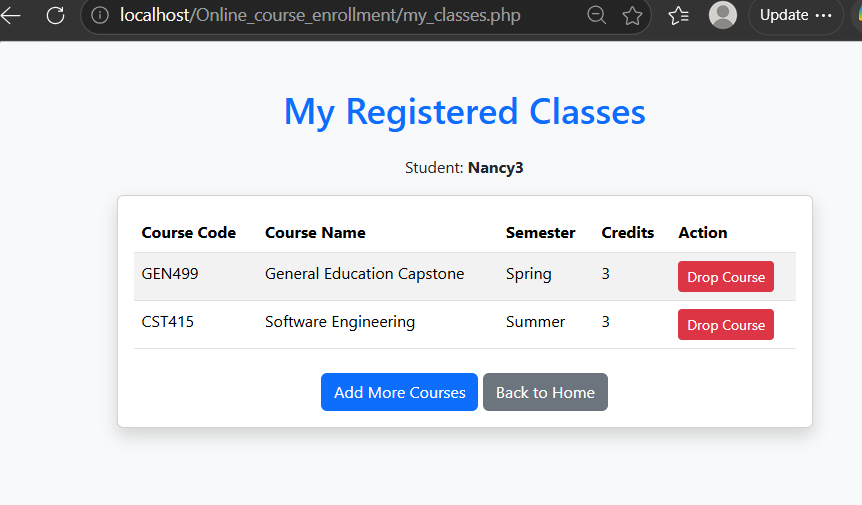 localhost/Online_course_enrollment/my_classes.php Update
My Registered Classes
Student: Nancy3
Course Code Course Name Semester Credits Action
GEN499 General Education Capstone Spring 3 Drop Course
CST415 Software Engineering Summer 3 Drop Course
Add More Courses Back to Home